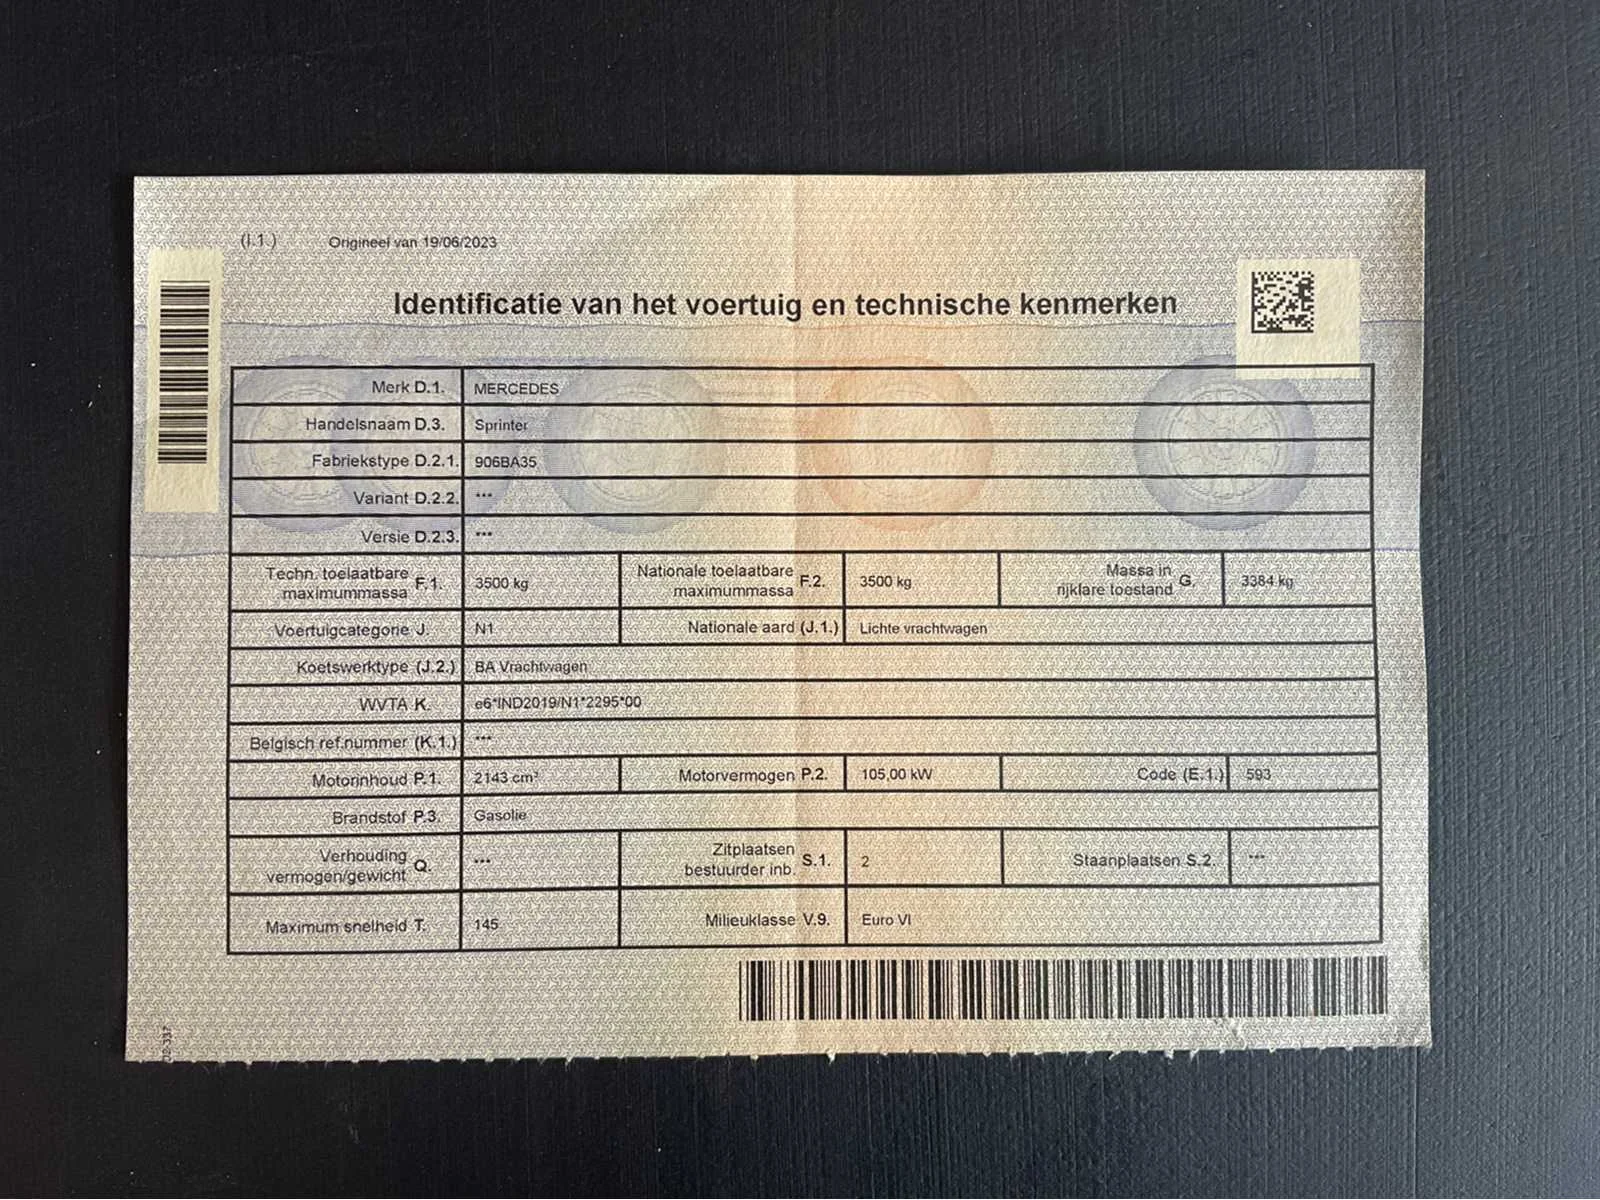 (I.1.) Origineel van 19/06/2023
Identificatie van het voertuig en technische kenmerken
Merk D.1. MERCEDES
Handelsnaam D.3. Sprinter
Fabriekstype D.2.1. 906BA35
Variant D.2.2. ***
Versie D.2.3. ***
Techn. toelaatbare maximummassa F.1. 3500 kg Nationale toelaatbare maximummassa F.2. 3500 kg Massa in rijklare toestand G. 3384 kg
Voertuigcategorie J. N1 Nationale aard (J.1.) Lichte vrachtwagen
Koetswerktype (J.2.) BA Vrachtwagen
WVTA K. e6*IND2019/N1*2295*00
Belgisch ref.nummer (K.1.) ***
Motorinhoud P.1. 2143 cm³ Motorvermogen P.2. 105,00 kW Code (E.1.) 593
Brandstof P.3. Gasolie
Verhouding vermogen/gewicht Q. *** Zitplaatsen bestuurder inb. S.1. 2 Staanplaatsen S.2. ***
Maximum snelheid T. 145 Milieuklasse V.9. Euro VI